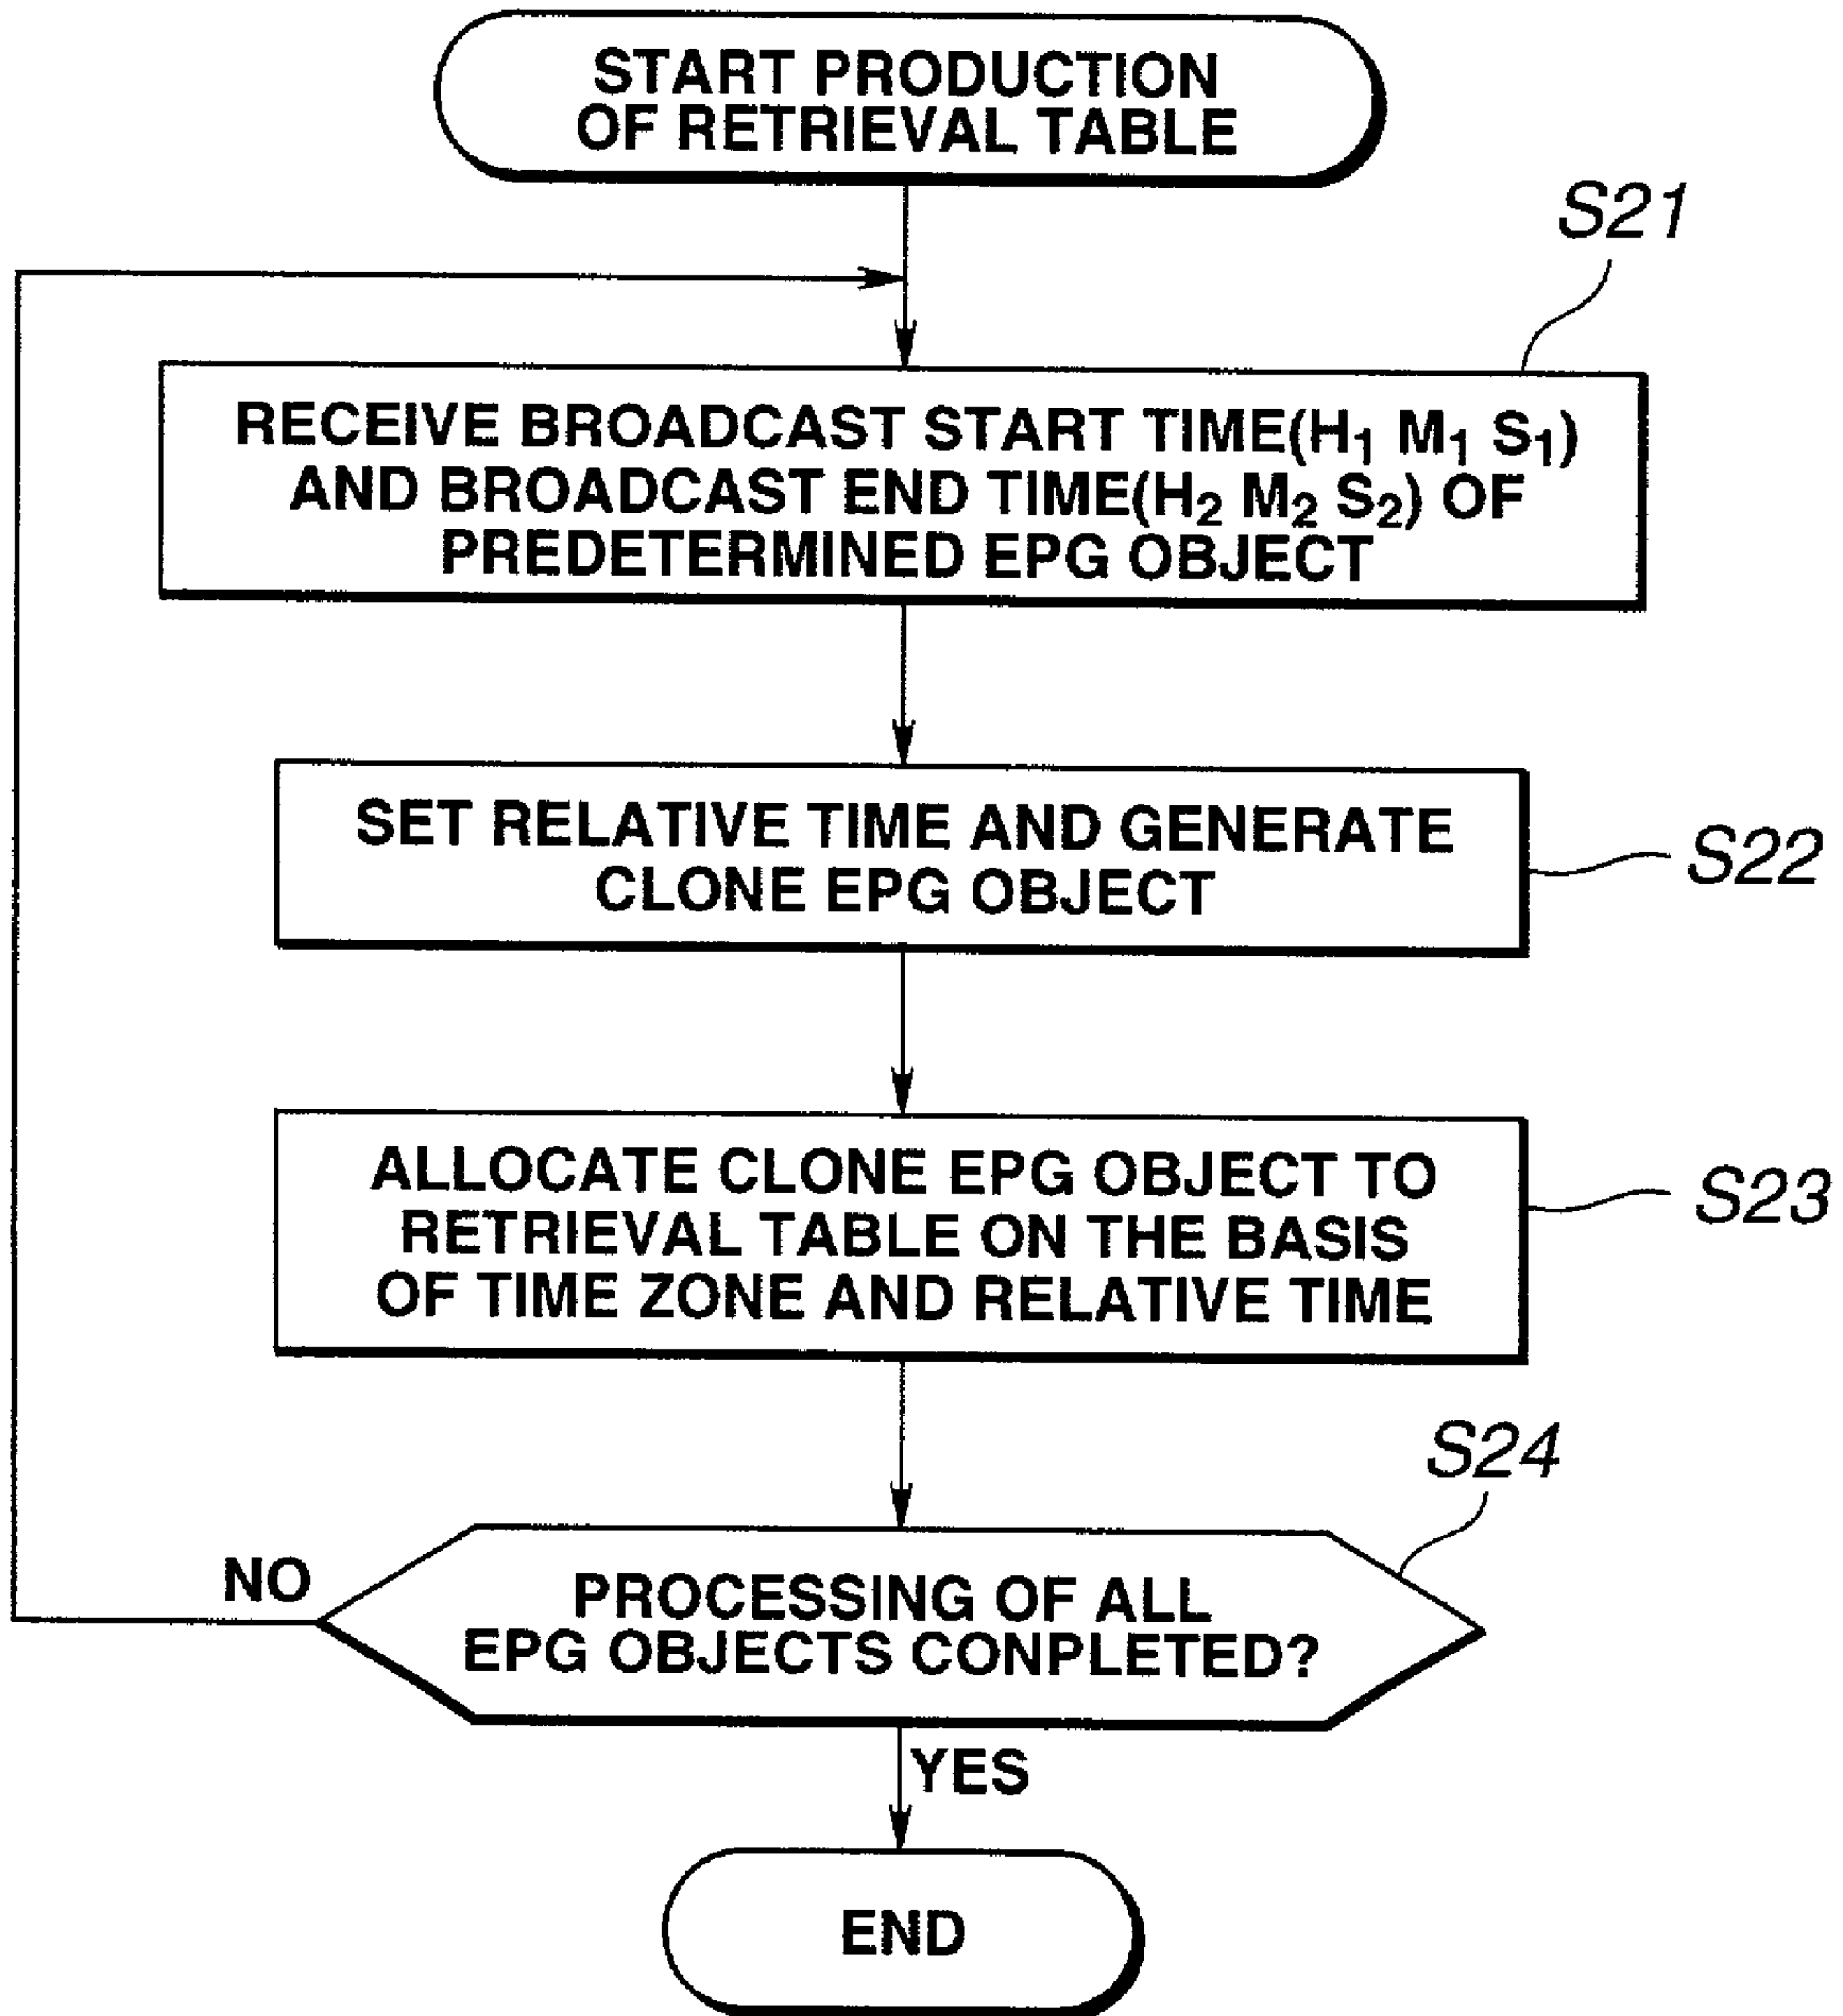 START PRODUCTION
OF RETRIEVAL TABLE
S21
RECEIVE BROADCAST START TIME(H₁ M₁ S₁)
AND BROADCAST END TIME(H₂ M₂ S₂) OF
PREDETERMINED EPG OBJECT
SET RELATIVE TIME AND GENERATE
CLONE EPG OBJECT
S22
ALLOCATE CLONE EPG OBJECT TO
RETRIEVAL TABLE ON THE BASIS
OF TIME ZONE AND RELATIVE TIME
S23
S24
NO
PROCESSING OF ALL
EPG OBJECTS CONPLETED?
YES
END